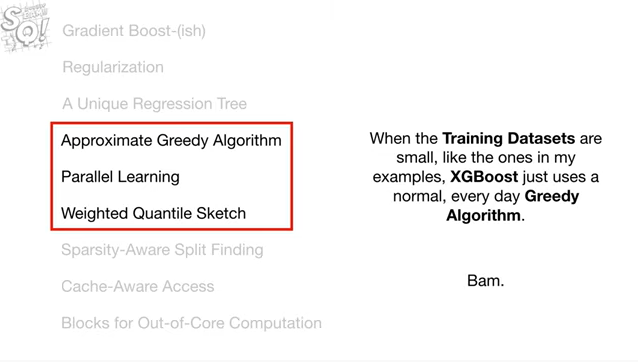 SQ!
Gradient Boost-(ish)
Regularization
A Unique Regression Tree
Approximate Greedy Algorithm
Parallel Learning
Weighted Quantile Sketch
Sparsity-Aware Split Finding
Cache-Aware Access
Blocks for Out-of-Core Computation
When the Training Datasets are
small, like the ones in my
examples, XGBoost just uses a
normal, every day Greedy
Algorithm.
Bam.